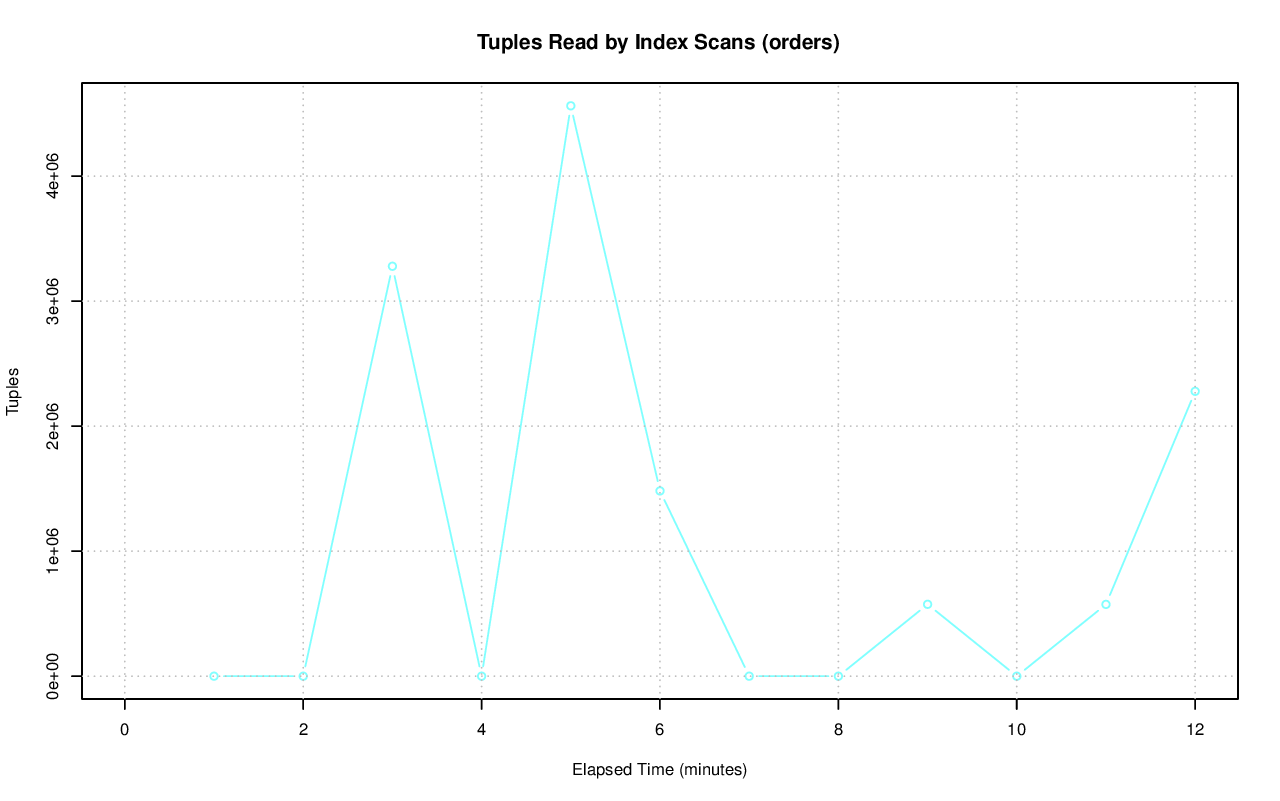 Tuples Read by Index Scans (orders)
4e+06
3e+06
2e+06
1e+06
0e+00
Tuples
0 2 4 6 8 10 12
Elapsed Time (minutes)